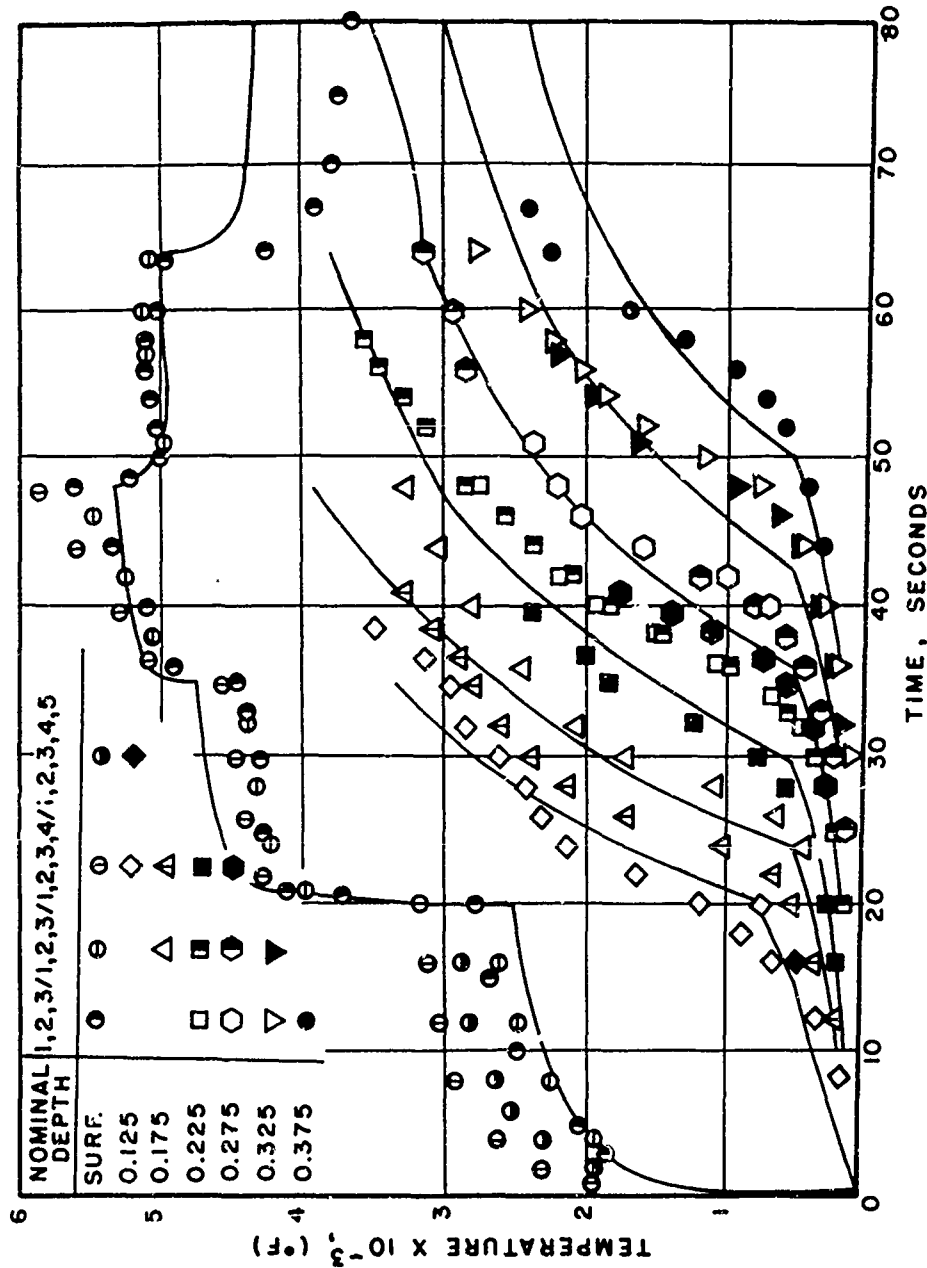 NOMINAL DEPTH 1,2,3/1,2,3/1,2,3,4/1,2,3,4,5
SURF.
0.125
0.175
0.225
0.275
0.325
0.375
TEMPERATURE X 10⁻³, (°F)
6
5
4
3
2
1
0
0 10 20 30 40 50 60 70 80
TIME, SECONDS